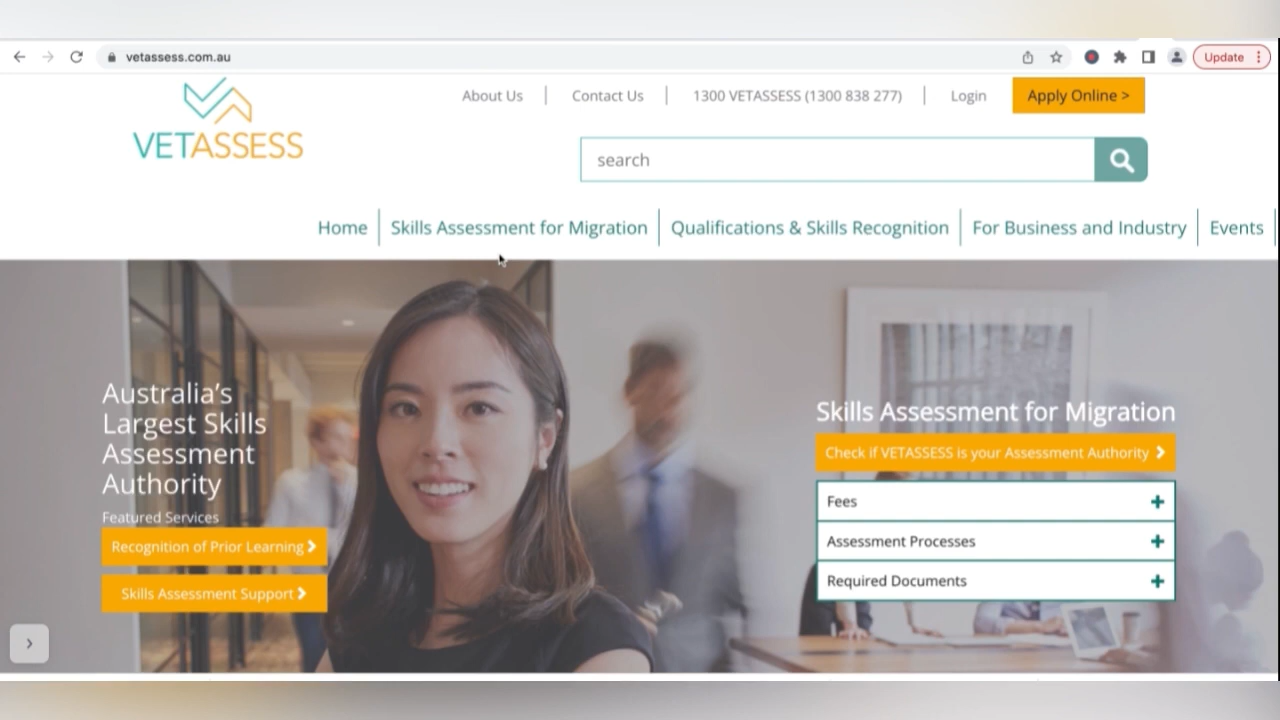 vetassess.com.au
Update
About Us
Contact Us
1300 VETASSESS (1300 838 277)
Login
Apply Online >
VETASSESS
search
Home
Skills Assessment for Migration
Qualifications & Skills Recognition
For Business and Industry
Events
Australia's
Largest Skills
Assessment
Authority
Featured Services
Recognition of Prior Learning
Skills Assessment Support
Skills Assessment for Migration
Check if VETASSESS is your Assessment Authority
Fees
Assessment Processes
Required Documents